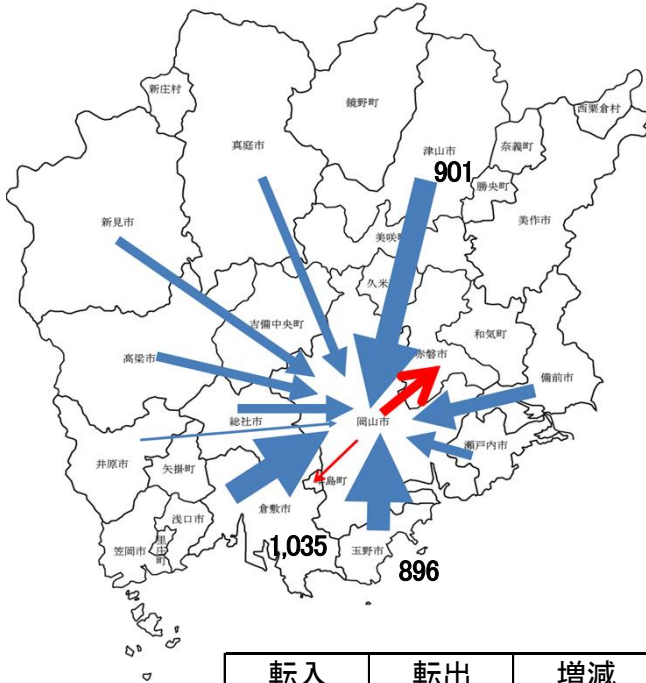 新庄村
鏡野町
西粟倉村
真庭市
津山市
奈義町
901
勝央町
新見市
美作市
美咲町
久米
吉備中央町
和気町
高梁市
赤磐市
備前市
総社市
岡山市
瀬戸内市
井原市
矢掛町
島町
倉敷市
浅口市
1,035
玉野市
笠岡市
里庄町
896
転入 転出 増減